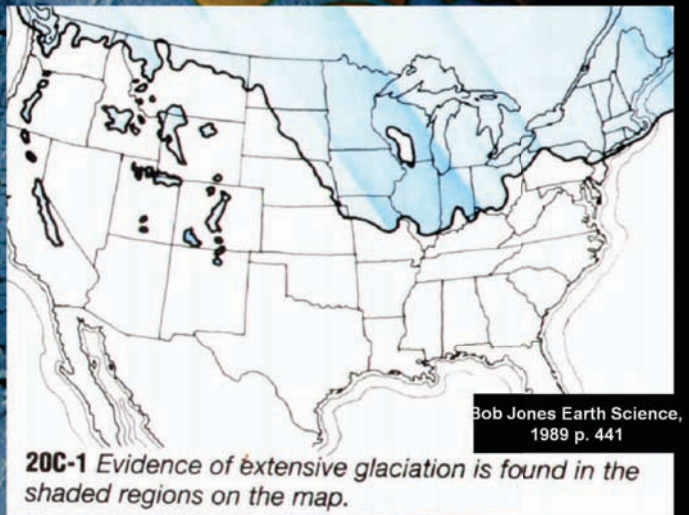 Bob Jones Earth Science,
1989 p. 441
20C-1 Evidence of extensive glaciation is found in the
shaded regions on the map.